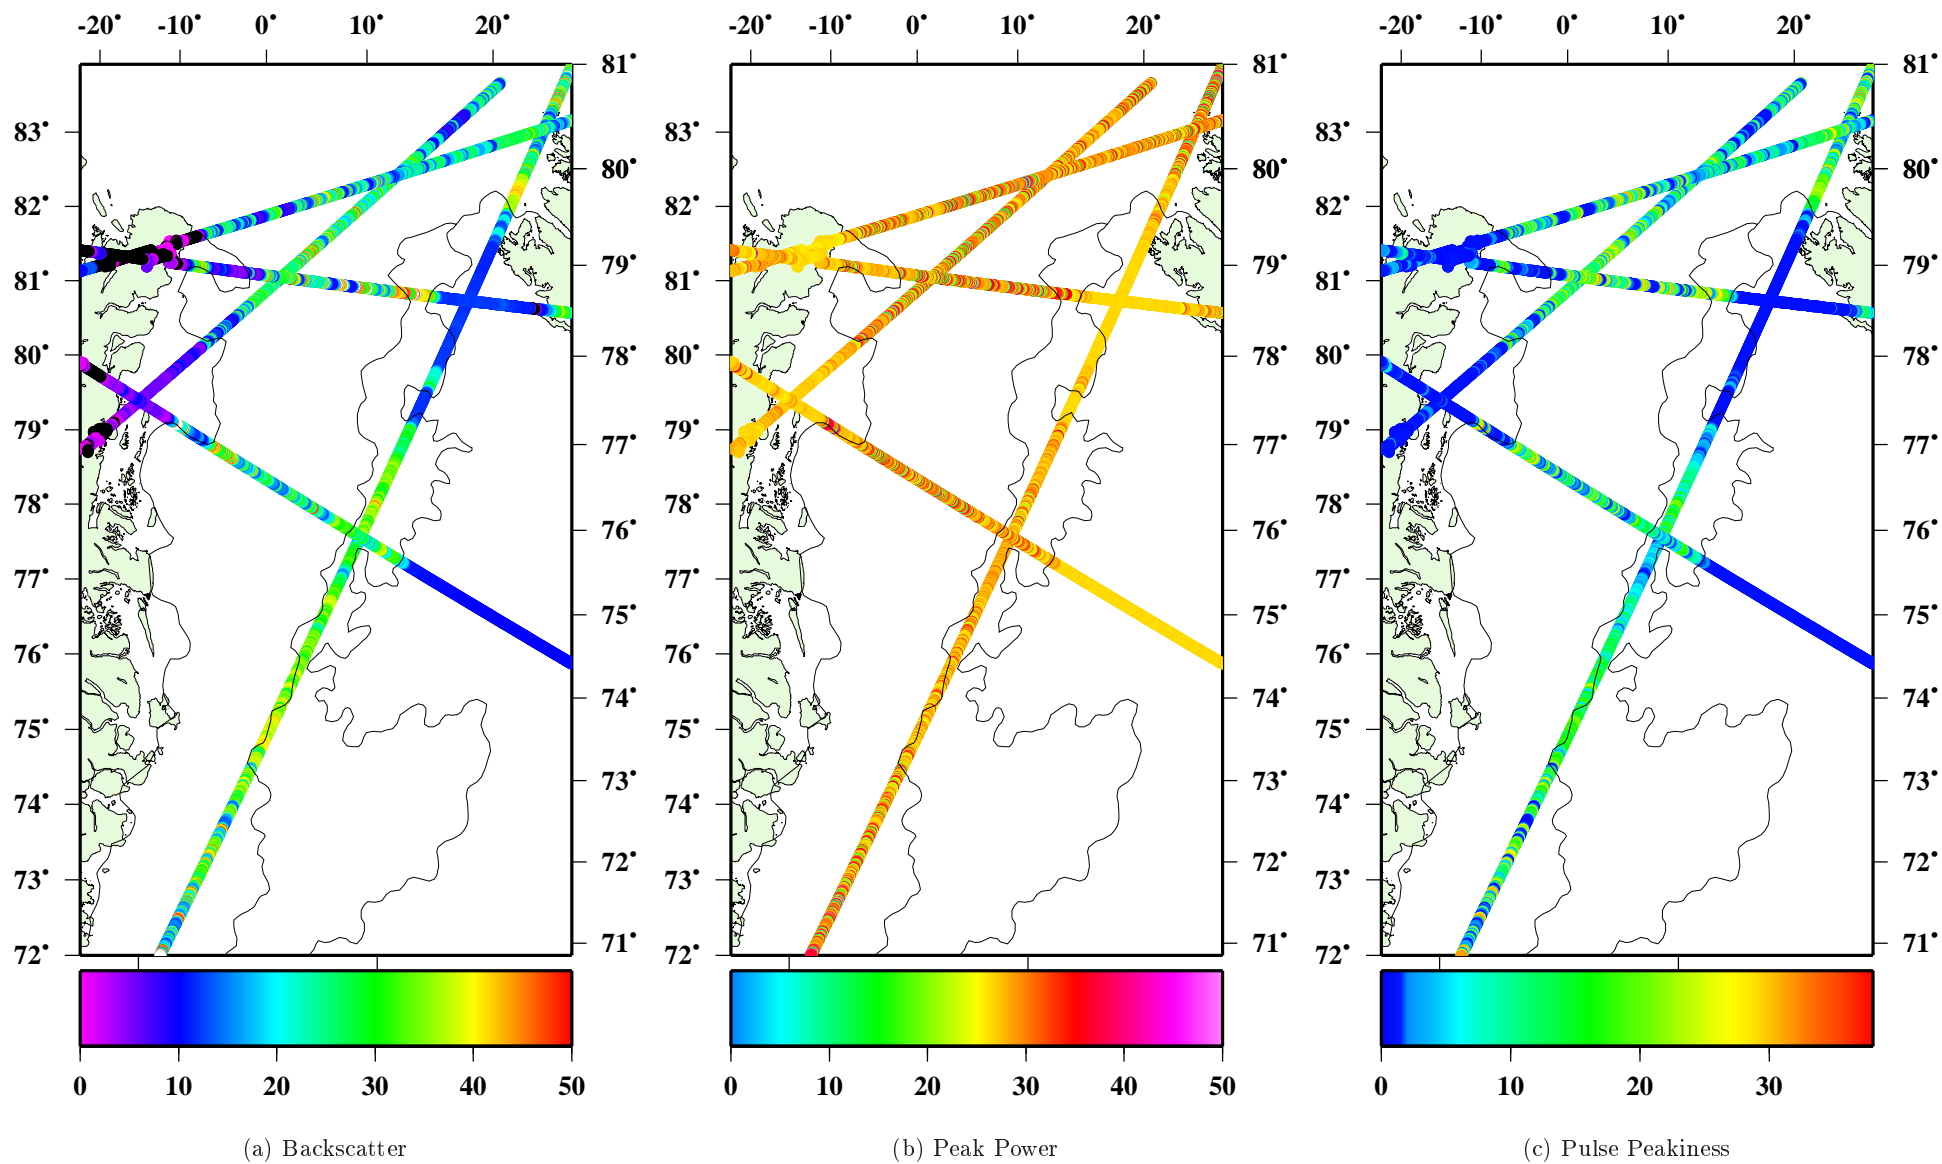 -20° -10° 0° 10° 20° -20° -10° 0° 10° 20° -20° -10° 0° 10° 20°
81° 81° 81°
83° 83° 83°
80° 80° 80°
82° 82° 82°
81° 79° 81° 79° 81° 79°
80° 78° 80° 78° 80° 78°
79° 77° 79° 77° 79° 77°
78° 76° 78° 76° 78° 76°
77° 75° 77° 75° 77° 75°
76° 74° 76° 74° 76° 74°
75° 73° 75° 73° 75° 73°
74° 72° 74° 72° 74° 72°
73° 71° 73° 71° 73° 71°
72° 72° 72°
0 10 20 30 40 50 0 10 20 30 40 50 0 10 20 30
(a) Backscatter (b) Peak Power (c) Pulse Peakiness